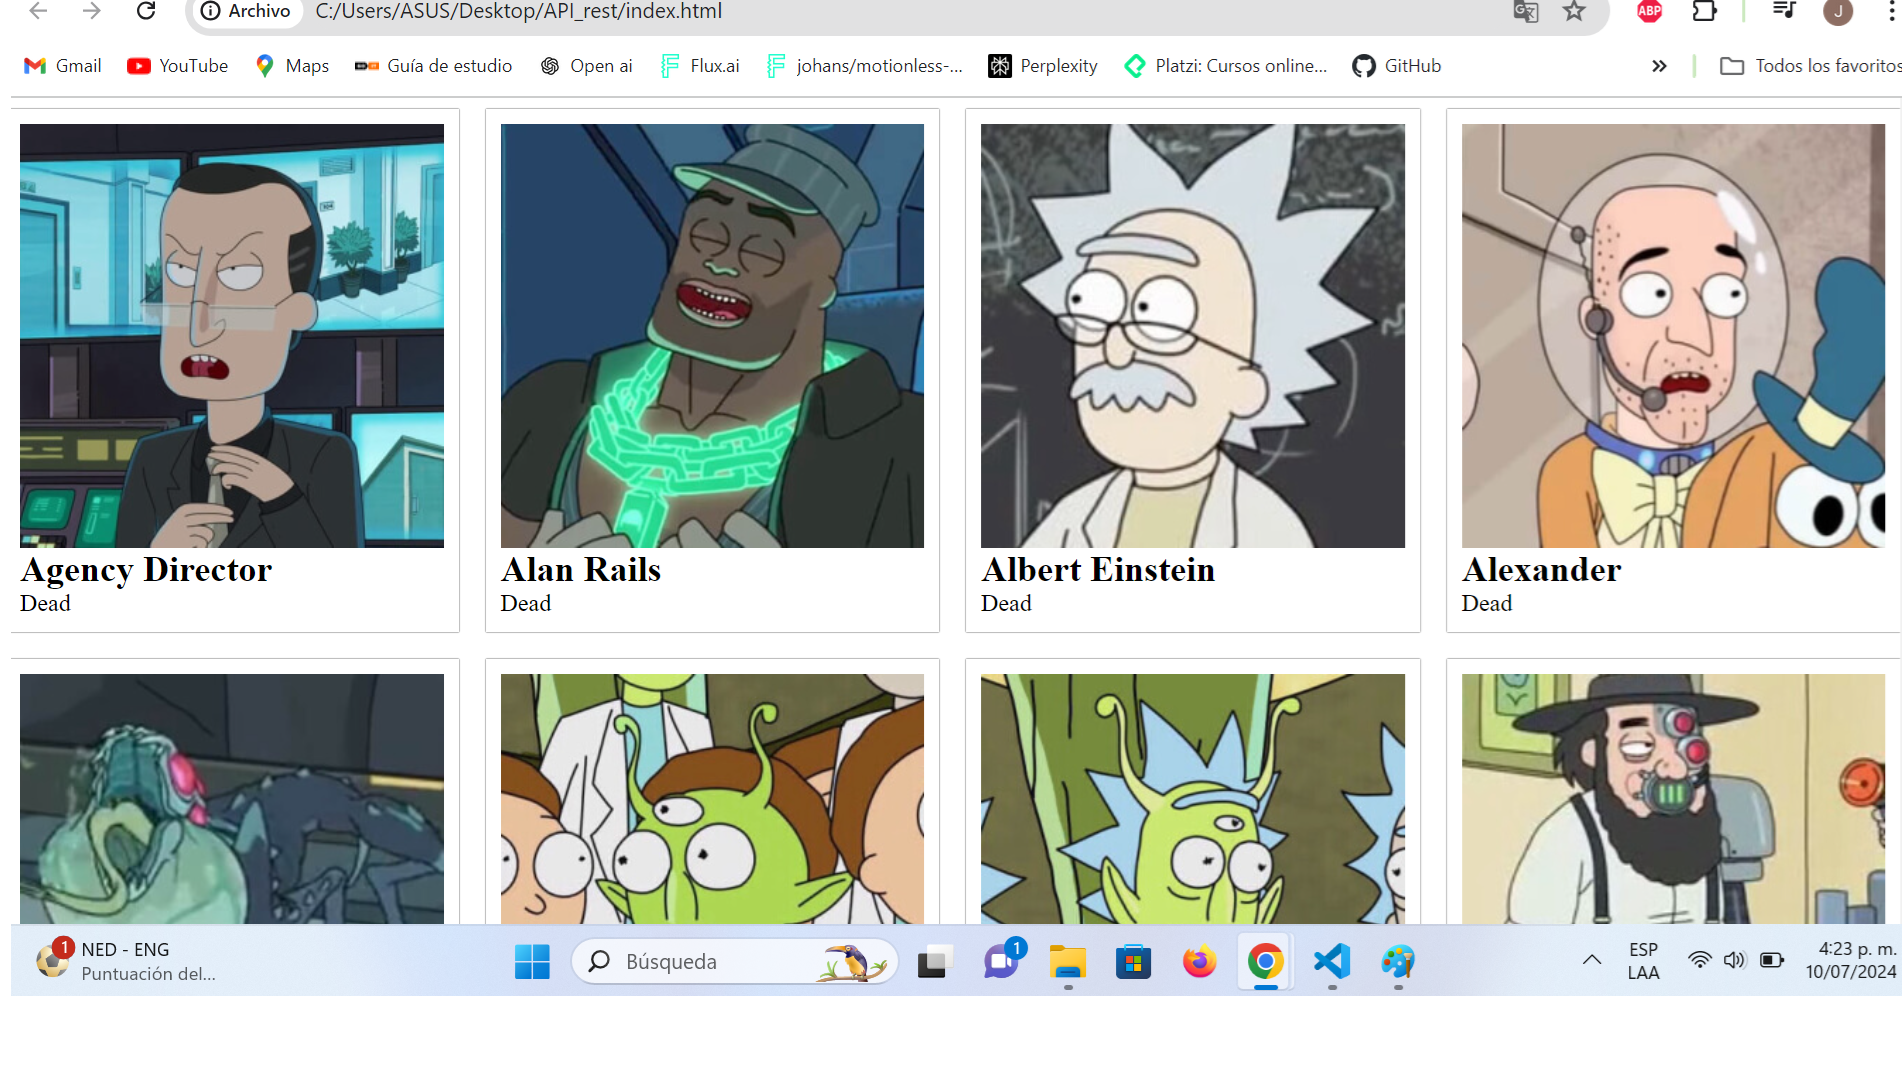 Archivo C:/Users/ASUS/Desktop/API_rest/index.html
ABP
J
Gmail YouTube Maps Guía de estudio Open ai Flux.ai johans/motionless-... Perplexity Platzi: Cursos online... GitHub » Todos los favoritos
Agency Director
Dead
Alan Rails
Dead
Albert Einstein
Dead
Alexander
Dead
1
NED - ENG
Puntuación del...
Búsqueda
1
ESP
LAA
4:23 p. m.
10/07/2024